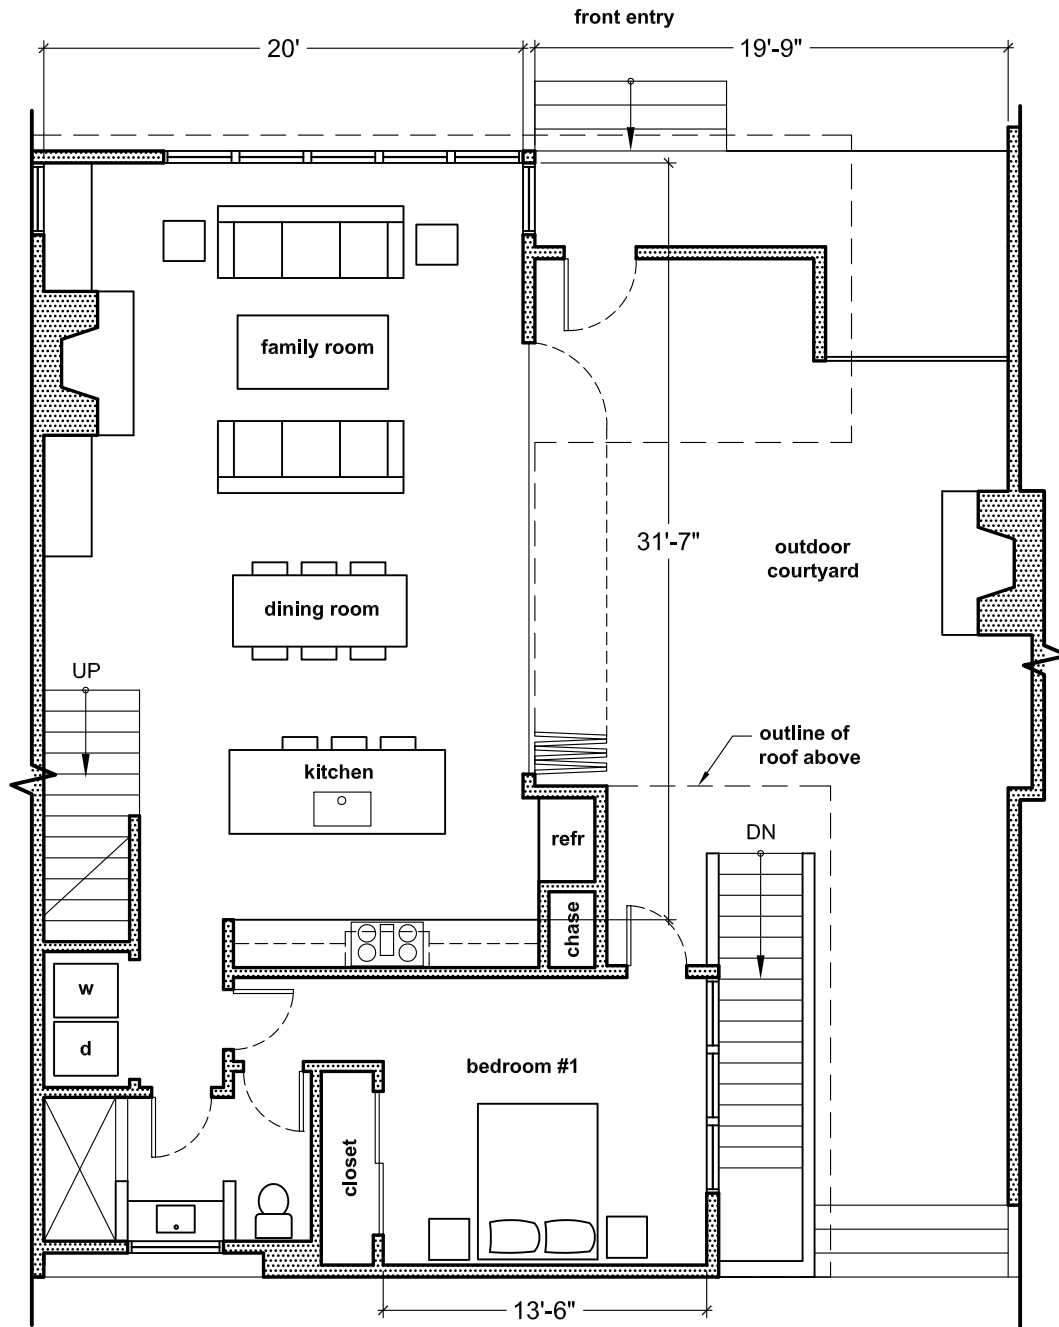 front entry
20'
19'-9"
family room
31'-7"
outdoor
courtyard
dining room
UP
outline of
roof above
kitchen
refr
DN
chase
w
d
bedroom #1
closet
13'-6"